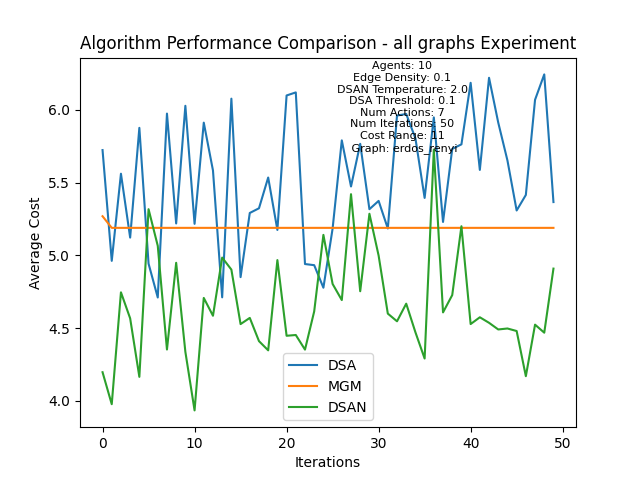 Algorithm Performance Comparison - all graphs Experiment
Agents: 10
Edge Density: 0.1
DSAN Temperature: 2.0
DSA Threshold: 0.1
Num Actions: 7
Num Iterations: 50
Cost Range: 11
Graph: erdos_renyi
Average Cost
6.0
5.5
5.0
4.5
4.0
DSA
MGM
DSAN
0
10
20
30
40
50
Iterations